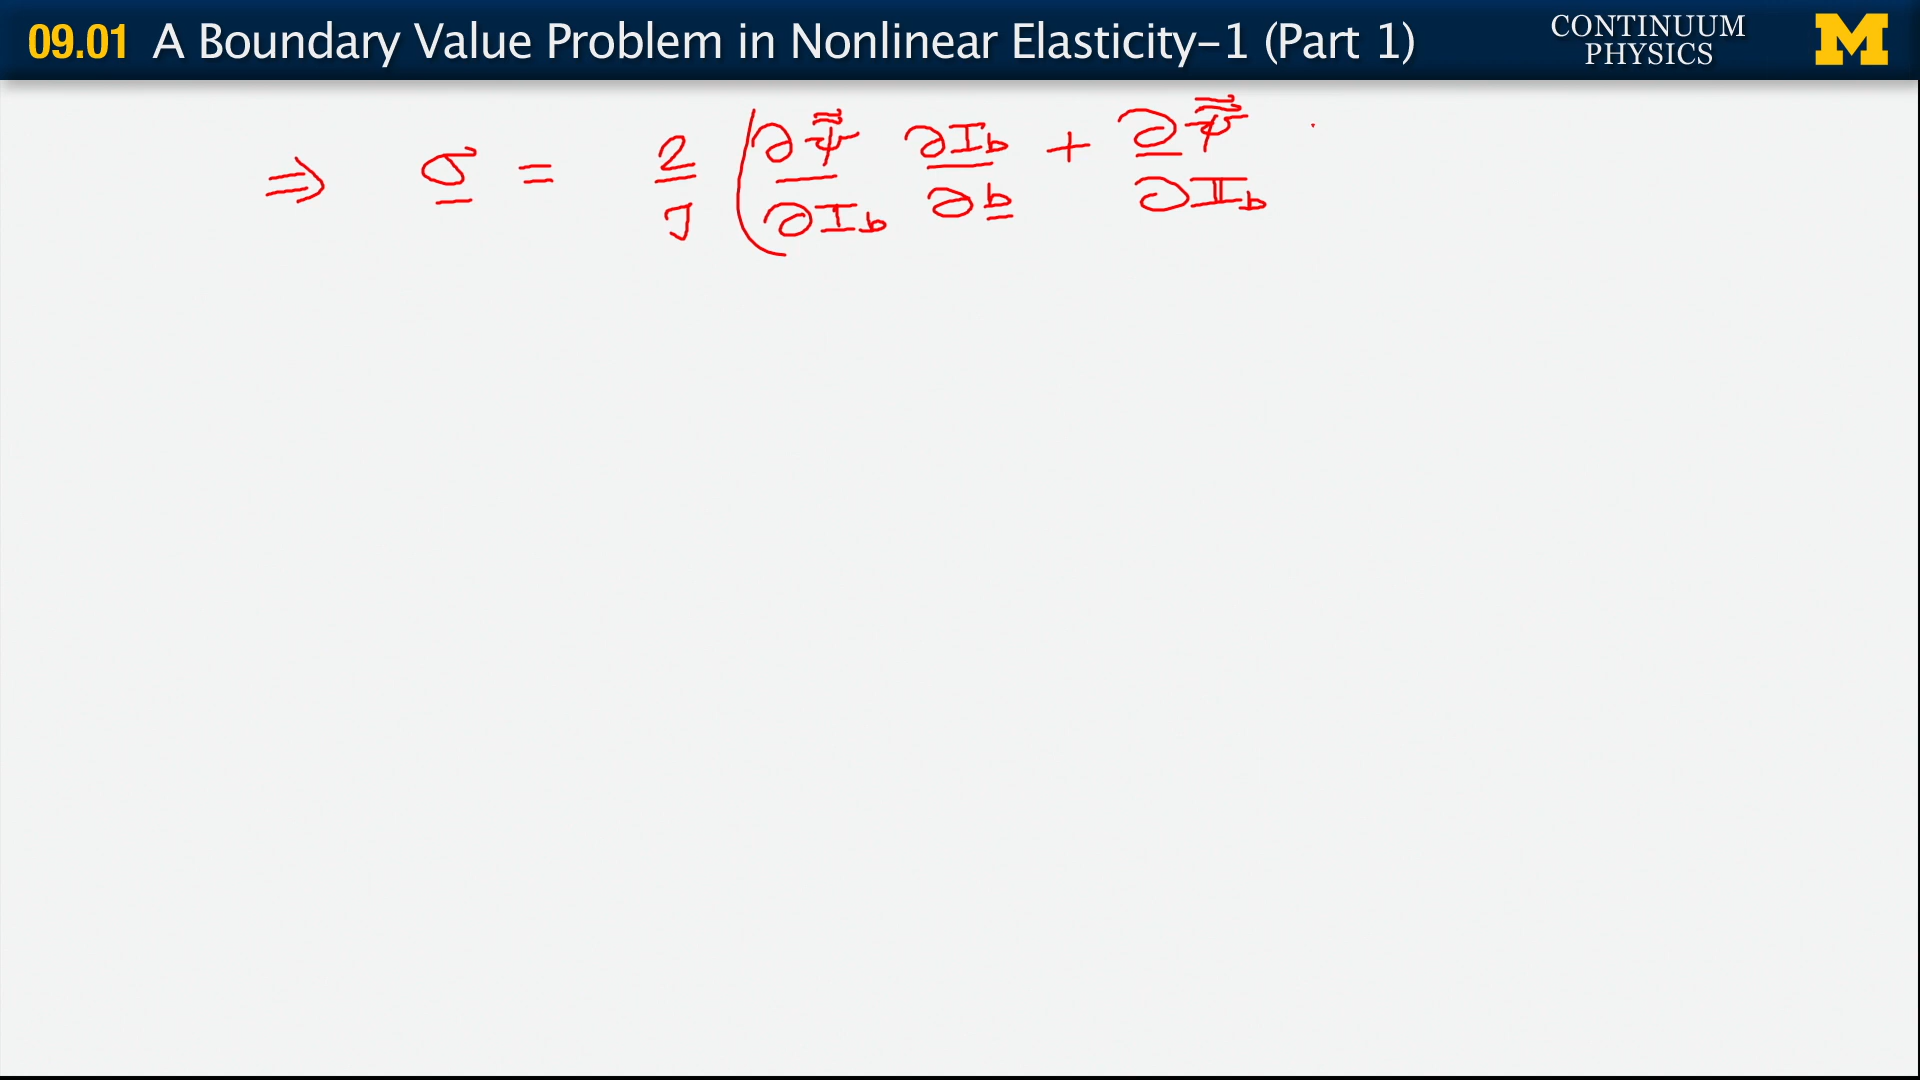 09.01 A Boundary Value Problem in Nonlinear Elasticity–1 (Part 1)
CONTINUUM
PHYSICS
M
⇒ σ̲ = 2/J ( ∂ψ̃̃/∂I_b ∂I_b/∂b̲ + ∂ψ̃̃/∂II_b